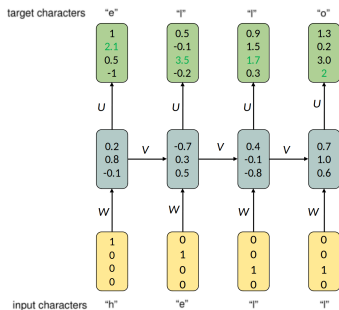 target characters "e" "l" "l" "o"
1 0.5 0.9 1.3
2.1 -0.1 1.5 0.2
0.5 3.5 1.7 3.0
-1 -0.2 0.3 2
U U U U
0.2 -0.7 0.4 0.7
0.8 V 0.3 V -0.1 V 1.0
-0.1 0.5 -0.8 0.6
W W W W
1 0 0 0
0 1 0 0
0 0 1 1
0 0 0 0
input characters "h" "e" "l" "l"